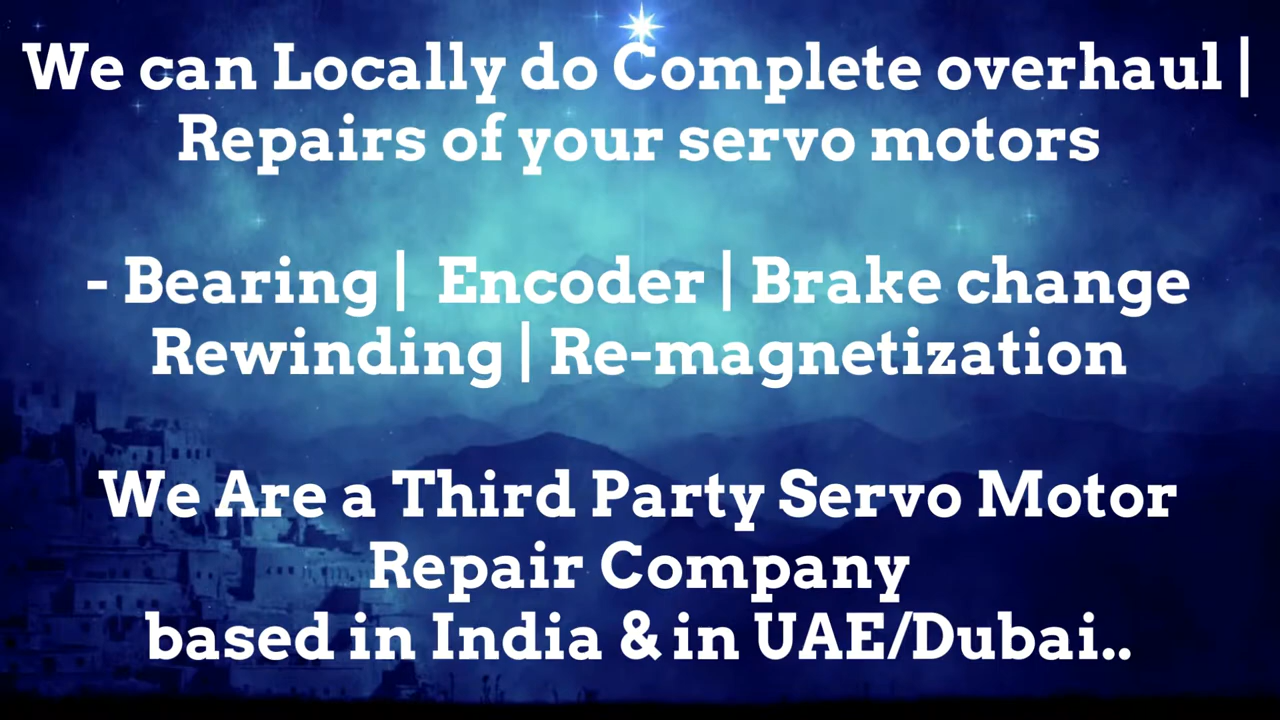 We can Locally do Complete overhaul |
Repairs of your servo motors
- Bearing | Encoder | Brake change
Rewinding | Re-magnetization
We Are a Third Party Servo Motor
Repair Company
based in India & in UAE/Dubai..